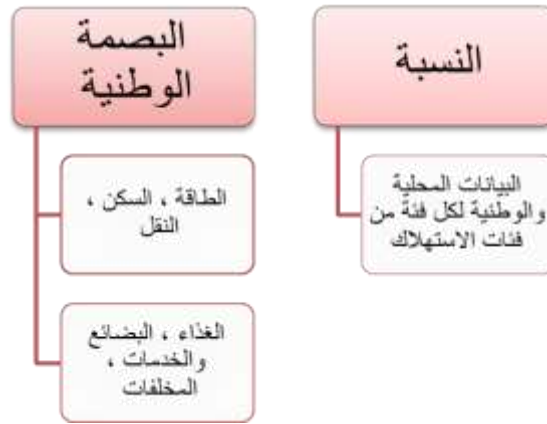 النسبة
البيانات المحلية
والوطنية لكل فئة من
فئات الاستهلاك
البصمة
الوطنية
الطاقة ، السكن ،
النقل
الغذاء ، البضائع
والخدمات ،
المخلفات